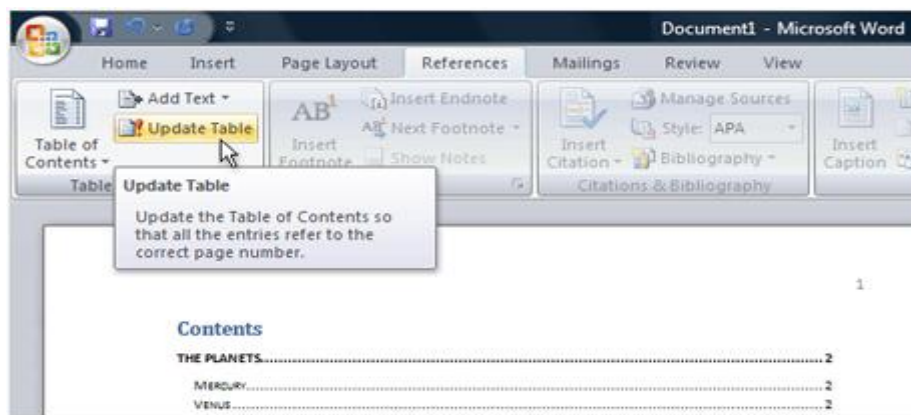 Document1 - Microsoft Word
Home Insert Page Layout References Mailings Review View
Table of Contents
Add Text
Update Table
AB1
Insert Footnote
Insert Endnote
AB1 Next Footnote
Show Notes
Insert Citation
Manage Sources
Style: APA
Bibliography
Insert Caption
Table
Citations & Bibliography
Update Table
Update the Table of Contents so
that all the entries refer to the
correct page number.
1
Contents
THE PLANETS 2
MERCURY 2
VENUS 2